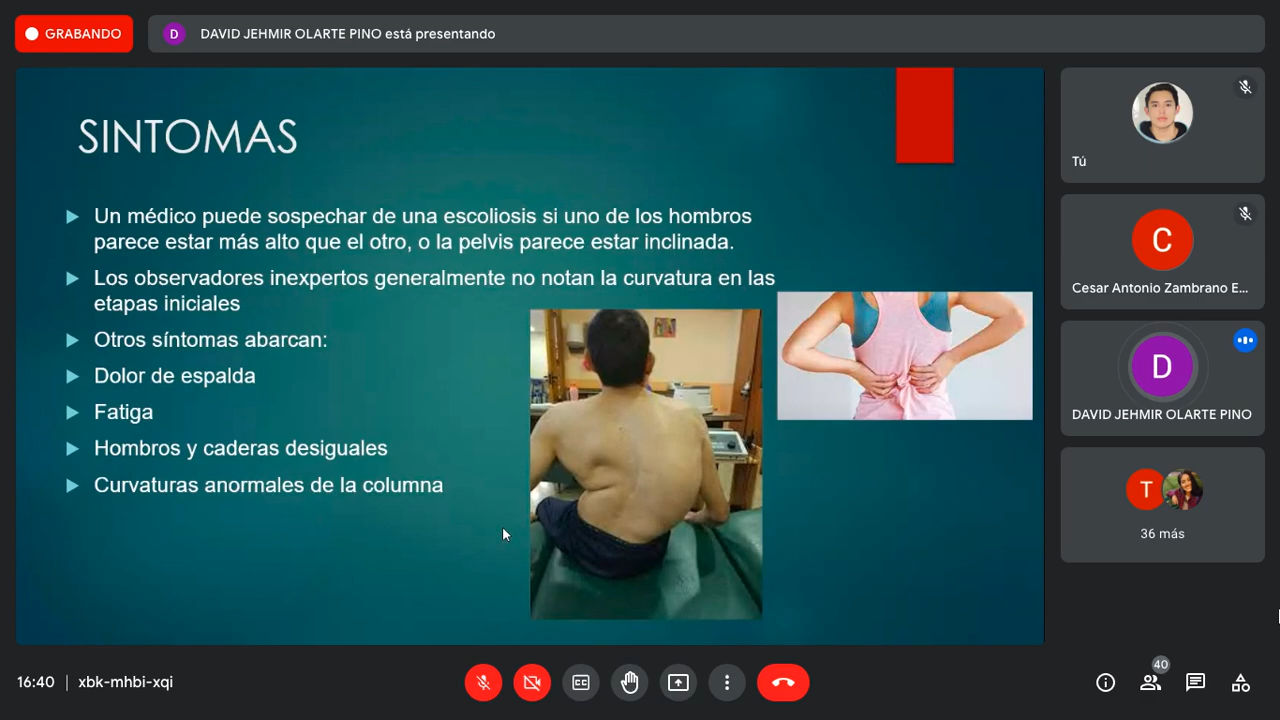 GRABANDO
D
DAVID JEHMIR OLARTE PINO está presentando
SINTOMAS
Un médico puede sospechar de una escoliosis si uno de los hombros
parece estar más alto que el otro, o la pelvis parece estar inclinada.
Los observadores inexpertos generalmente no notan la curvatura en las
etapas iniciales
Otros síntomas abarcan:
Dolor de espalda
Fatiga
Hombros y caderas desiguales
Curvaturas anormales de la columna
Tú
C
Cesar Antonio Zambrano E...
D
DAVID JEHMIR OLARTE PINO
T
36 más
16:40 | xbk-mhbi-xqi
CC
40